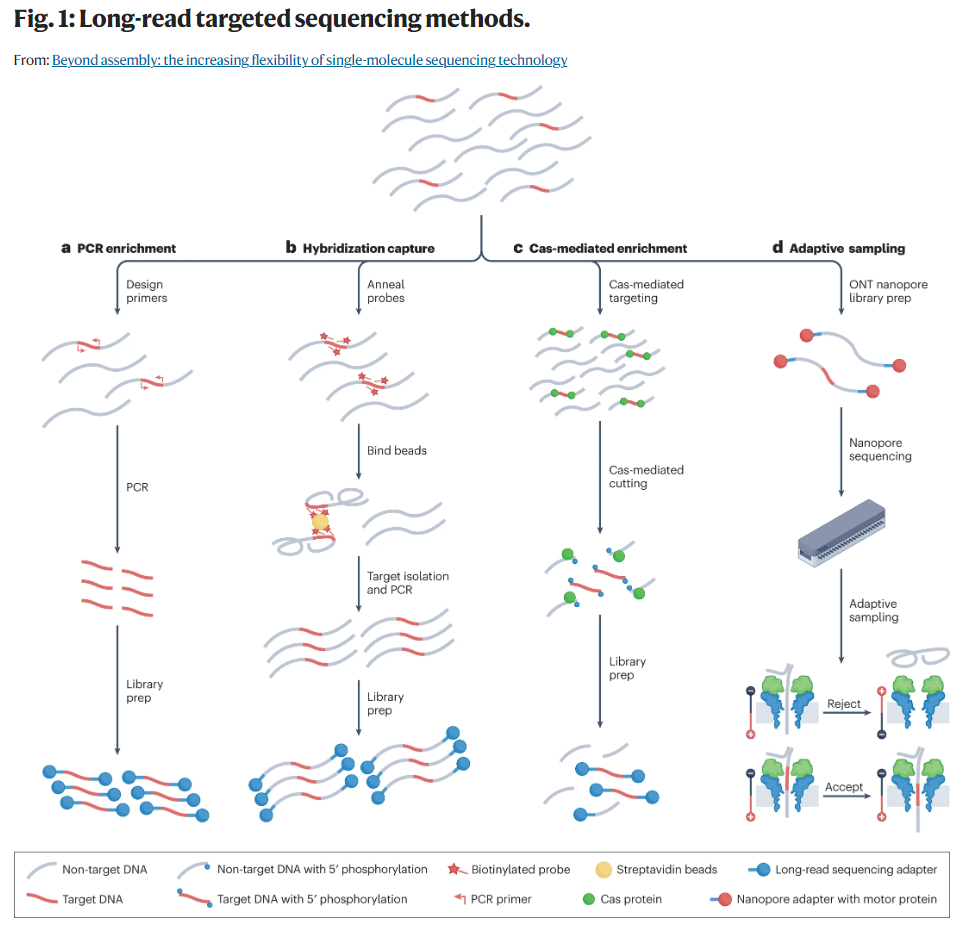 Fig. 1: Long-read targeted sequencing methods.
From: Beyond assembly: the increasing flexibility of single-molecule sequencing technology
a PCR enrichment
Design
primers
PCR
Library
prep
b Hybridization capture
Anneal
probes
Bind beads
Target isolation
and PCR
Library
prep
c Cas-mediated enrichment
Cas-mediated
targeting
Cas-mediated
cutting
Library
prep
d Adaptive sampling
ONT nanopore
library prep
Nanopore
sequencing
Adaptive
sampling
Reject
Accept
Non-target DNA
Non-target DNA with 5′ phosphorylation
Biotinylated probe
Streptavidin beads
Long-read sequencing adapter
Target DNA
Target DNA with 5′ phosphorylation
PCR primer
Cas protein
Nanopore adapter with motor protein